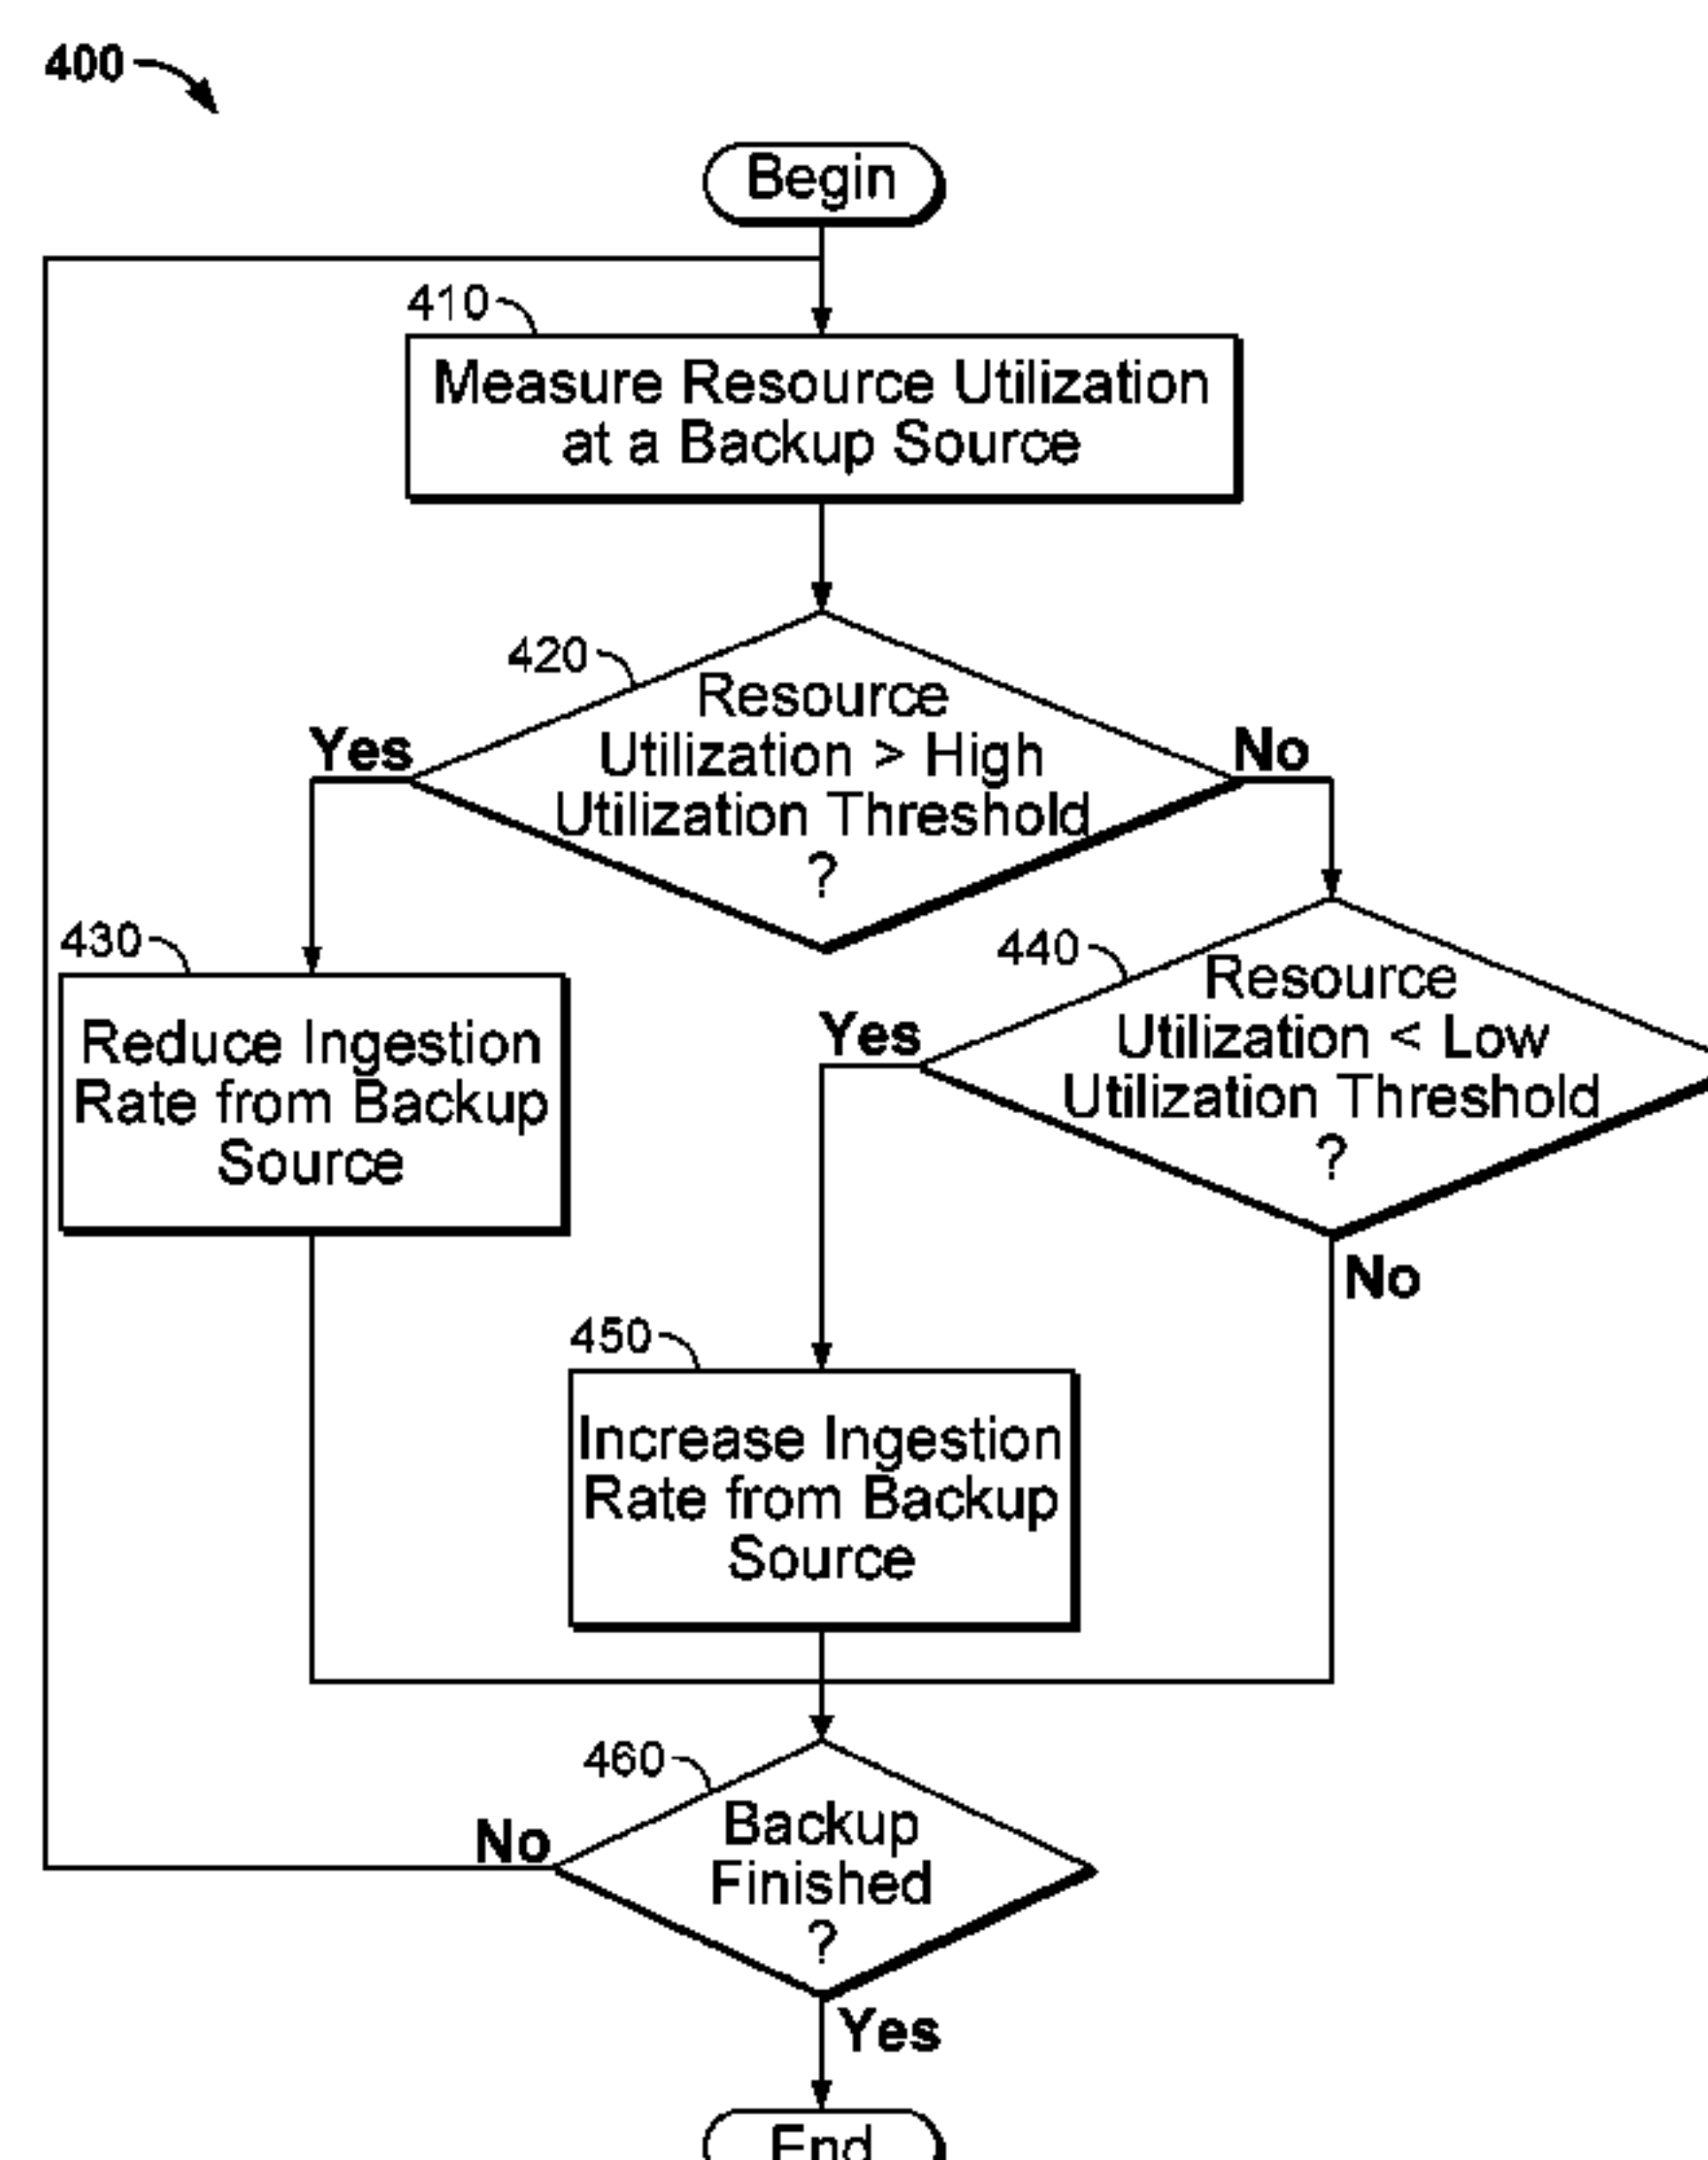 400
Begin
410
Measure Resource Utilization
at a Backup Source
420
Resource
Utilization > High
Utilization Threshold
?
Yes
No
430
Reduce Ingestion
Rate from Backup
Source
440
Resource
Utilization < Low
Utilization Threshold
?
Yes
No
450
Increase Ingestion
Rate from Backup
Source
460
Backup
Finished
?
No
Yes
End